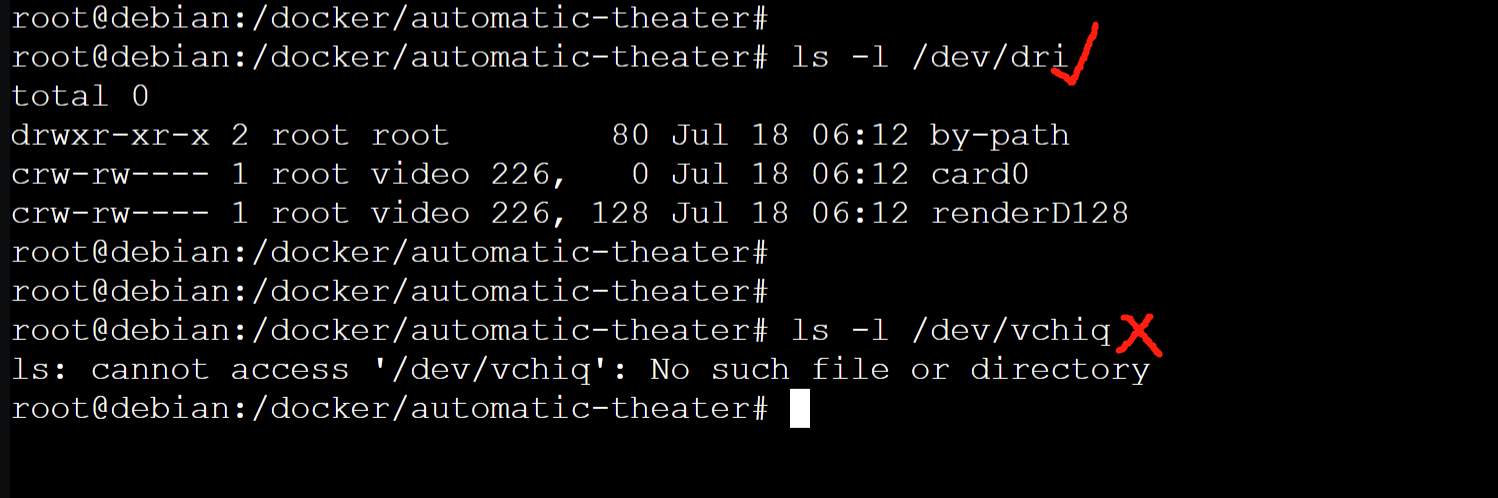 root@debian:/docker/automatic-theater#
root@debian:/docker/automatic-theater# ls -l /dev/dri
total 0
drwxr-xr-x 2 root root        80 Jul 18 06:12 by-path
crw-rw---- 1 root video 226,   0 Jul 18 06:12 card0
crw-rw---- 1 root video 226, 128 Jul 18 06:12 renderD128
root@debian:/docker/automatic-theater#
root@debian:/docker/automatic-theater#
root@debian:/docker/automatic-theater# ls -l /dev/vchiq
ls: cannot access '/dev/vchiq': No such file or directory
root@debian:/docker/automatic-theater#